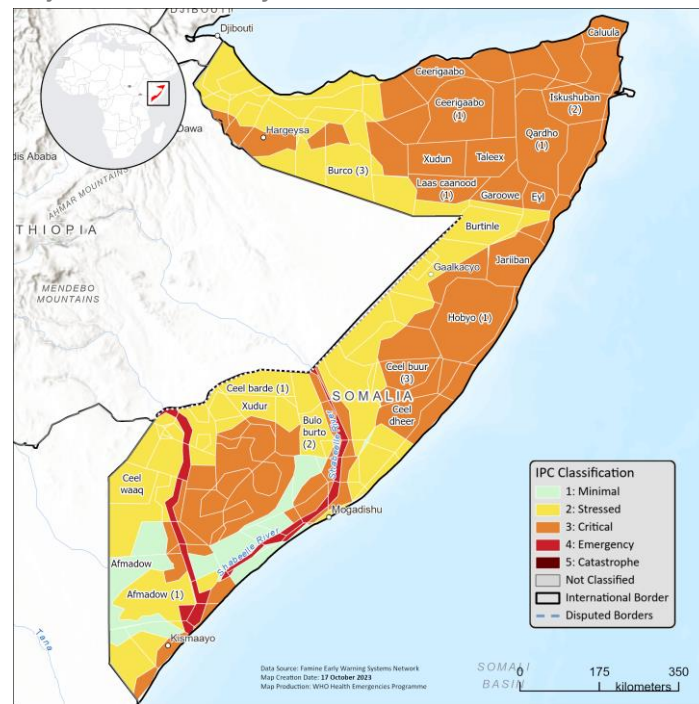 Djibouti
Caluula
Ceerigaabo
Ceerigaabo
(1)
Iskushuban
(2)
Dawa
Hargeysa
Qardho
(1)
dis Ababa
Xudun
Taleex
Burco (3)
AHMAR MOUNTAINS
Laas caanood
(1)
Garoowe
Eyl
THIOPIA
Burtinle
Gaalkacyo
Jariiban
MENDEBO
MOUNTAINS
Hobyo (1)
Ceel buur
(3)
Ceel barde (1)
SOMALIA
Xudur
Ceel
dheer
Bulo
burto
(2)
Ceel
waaq
Mogadishu
Shabeelle River
Afmadow
Afmadow (1)
Kismaayo
Tana
IPC Classification
1: Minimal
2: Stressed
3: Critical
4: Emergency
5: Catastrophe
Not Classified
International Border
Disputed Borders
Data Source: Famine Early Warning Systems Network
Map Creation Date: 17 October 2023
Map Production: WHO Health Emergencies Programme
SOMALI
BASIN
0 175 350
kilometers